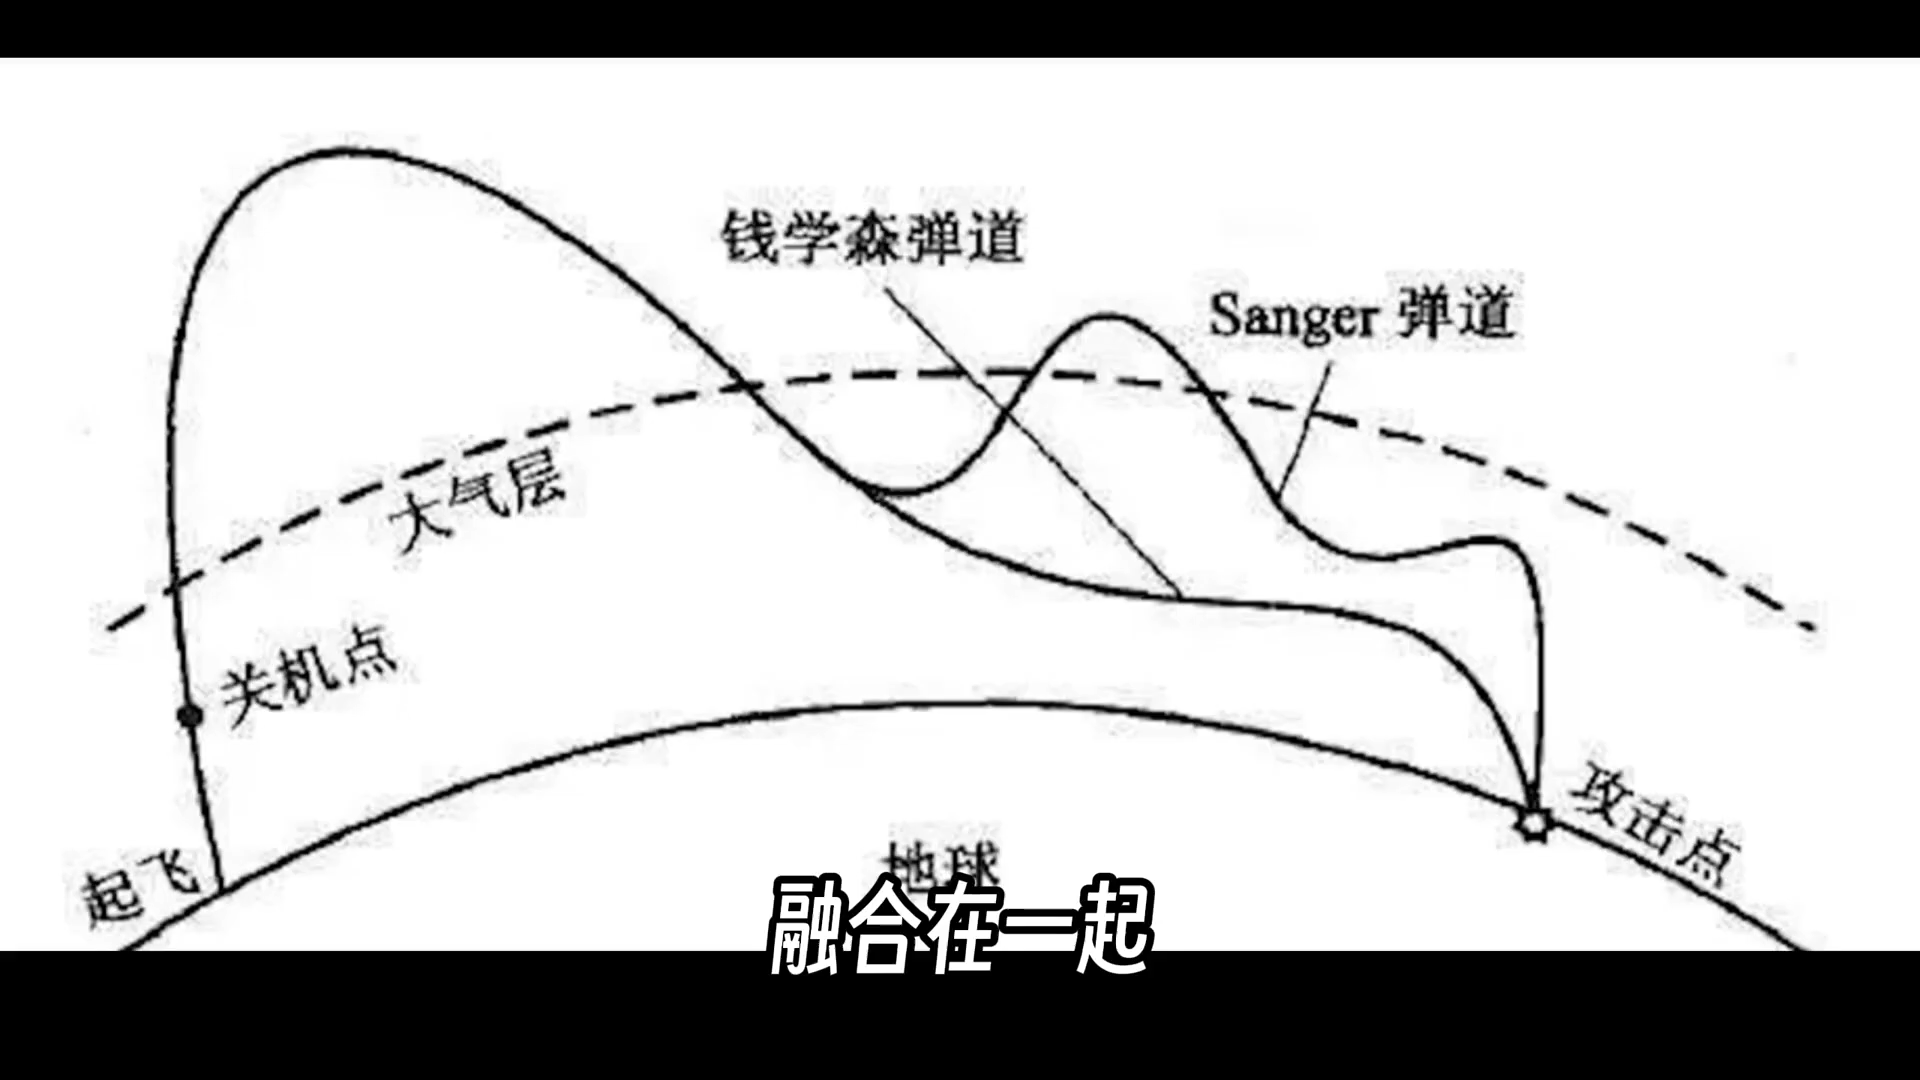 钱学森弹道
Sanger 弹道
大气层
关机点
起飞
地球
攻击点
融合在一起